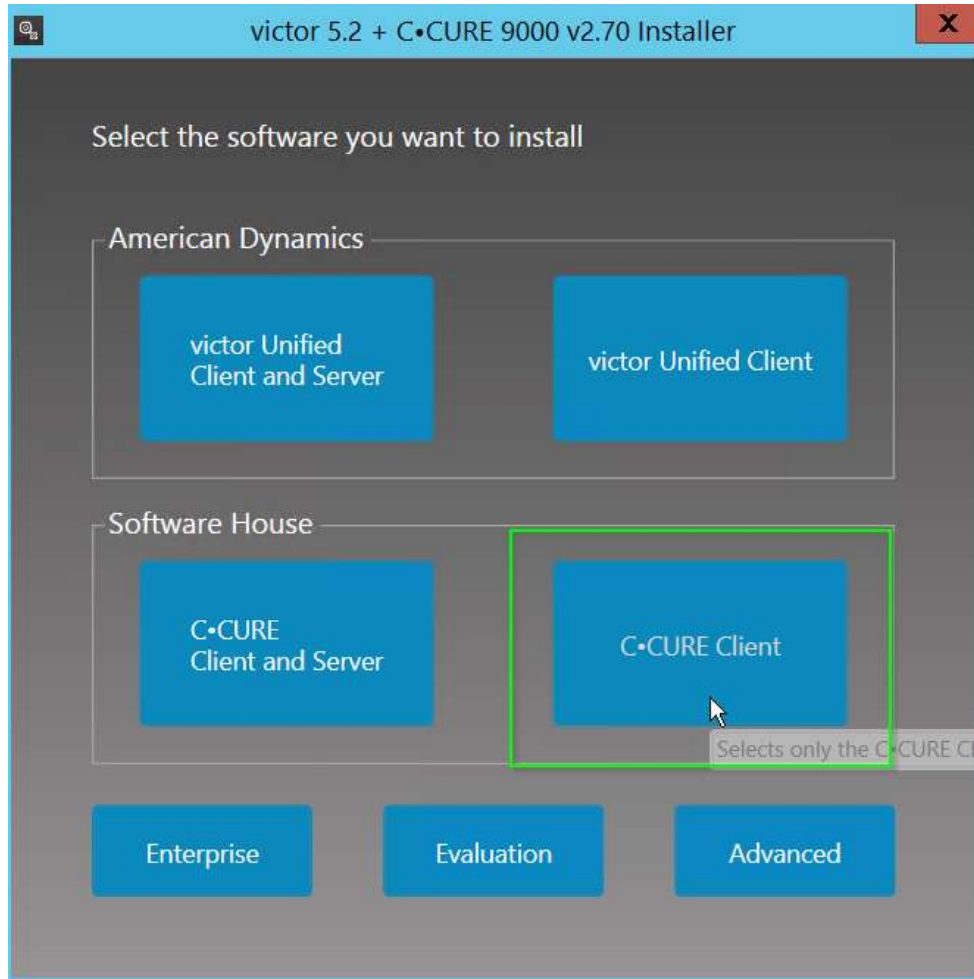 victor 5.2 + C•CURE 9000 v2.70 Installer
X
Select the software you want to install
American Dynamics
victor Unified
Client and Server
victor Unified Client
Software House
C•CURE
Client and Server
C•CURE Client
Selects only the C•CURE
Enterprise
Evaluation
Advanced